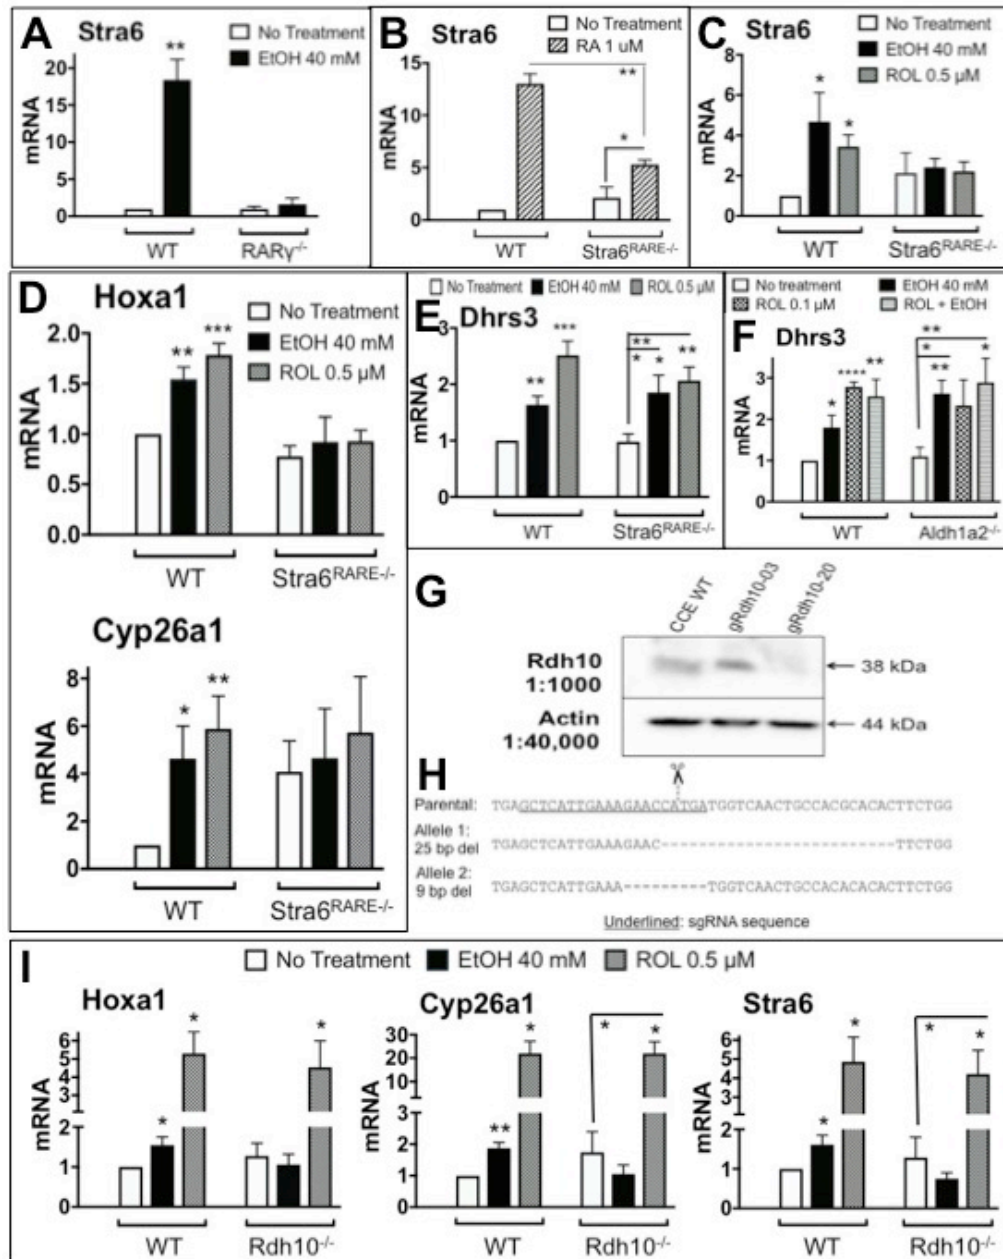 A
Stra6
No Treatment
EtOH 40 mM
mRNA
20
15
10
5
0
**
WT
RARγ-/-
B
Stra6
No Treatment
RA 1 uM
mRNA
15
10
5
0
**
*
WT
Stra6RARE-/-
C
Stra6
No Treatment
EtOH 40 mM
ROL 0.5 μM
mRNA
8
6
4
2
0
*
*
WT
Stra6RARE-/-
D
Hoxa1
No Treatment
EtOH 40 mM
ROL 0.5 μM
mRNA
2.0
1.5
1.0
0.5
0.0
**
***
WT
Stra6RARE-/-
Cyp26a1
mRNA
8
6
4
2
0
*
**
WT
Stra6RARE-/-
No Treatment EtOH 40 mM ROL 0.5 μM
E
Dhrs3
mRNA
3
2
1
0
**
***
**
* * **
WT
Stra6RARE-/-
No treatment EtOH 40 mM
ROL 0.1 μM ROL + EtOH
F
Dhrs3
mRNA
3
2
1
0
*
****
**
**
*
**
*
WT
Aldh1a2-/-
G
CCE WT
gRdh10-03
gRdh10-20
Rdh10
1:1000
38 kDa
Actin
1:40,000
44 kDa
H
Parental: TGAGCTCATTGAAAGAACCATGATGGTCAACTGCCACGCACACTTCTGG
Allele 1:
25 bp del TGAGCTCATTGAAAGAAC-------------------------TTCTGG
Allele 2:
9 bp del TGAGCTCATTGAAA---------TGGTCAACTGCCACACACACTTCTGG
Underlined: sgRNA sequence
I
No Treatment EtOH 40 mM ROL 0.5 μM
Hoxa1
mRNA
6
5
4
3
2
1
0
*
*
*
WT
Rdh10-/-
Cyp26a1
mRNA
30
20
10
3
2
1
0
**
*
*
*
WT
Rdh10-/-
Stra6
mRNA
6
5
4
3
2
1
0
*
*
*
*
WT
Rdh10-/-